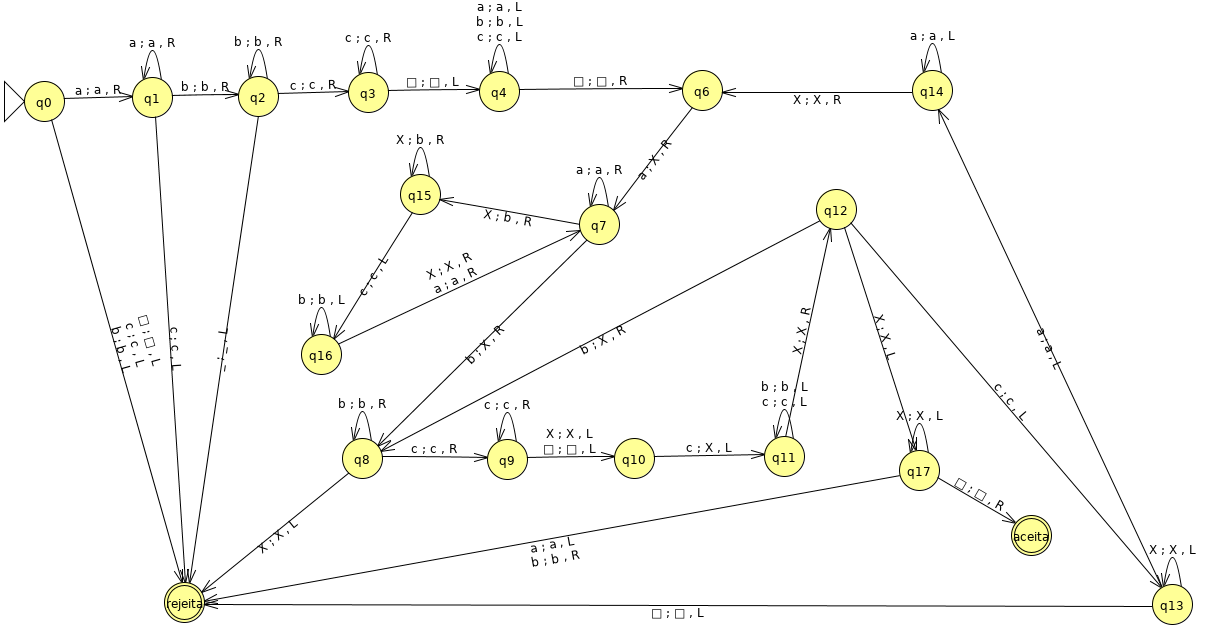 a ; a , L
b ; b , L
c ; c , L
a ; a , R
b ; b , R
c ; c , R
a ; a , L
q0
a ; a , R
q1
b ; b , R
q2
c ; c , R
q3
□ ; □ , L
q4
□ ; □ , R
q6
X ; X , R
q14
X ; b , R
q15
a ; a , R
a ; X , R
q7
X ; b , R
q12
c ; c , L
X ; X , R
a ; a , R
b ; b , L
q16
b ; b , L
c ; c , L
□ ; □ , L
c ; c , L
~ ; ~ , L
b ; X , R
b ; X , R
X ; X , R
X ; X , L
c ; c , L
a ; a , L
b ; b , R
q8
c ; c , R
c ; c , R
q9
X ; X , L
□ ; □ , L
q10
c ; X , L
b ; b , L
c ; c , L
q11
X ; X , L
q17
□ ; □ , R
aceita
X ; X , L
a ; a , L
b ; b , R
X ; X , L
q13
rejeita
□ ; □ , L